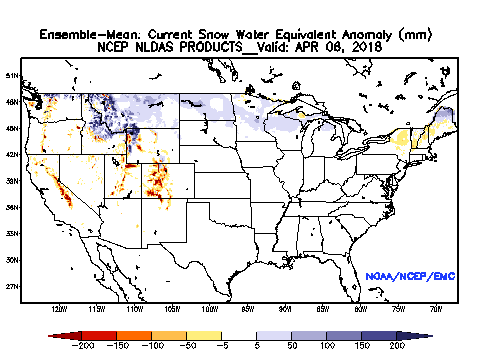 Ensemble-Mean: Current Snow Water Equivalent Anomaly (mm)
NCEP NLDAS PRODUCTS__Valid: APR 08, 2018
51N
48N
45N
42N
39N
36N
33N
30N
27N
NOAA/NCEP/EMC
120W 115W 110W 105W 100W 95W 90W 85W 80W 75W 70W
-200 -150 -100 -50 -5 5 50 100 150 200